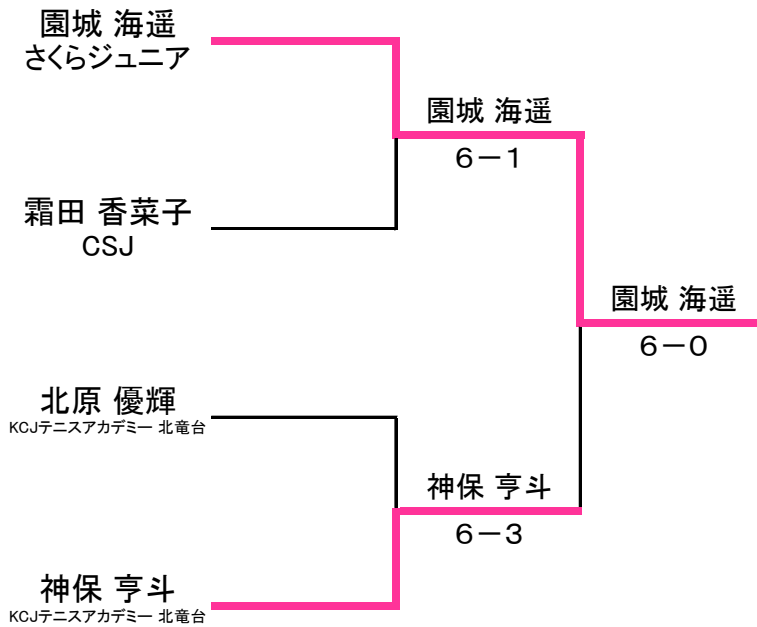 園城 海遥
さくらジュニア
園城 海遥
6－1
霜田 香菜子
CSJ
園城 海遥
6－0
北原 優輝
KCJテニスアカデミー 北竜台
神保 亨斗
6－3
神保 亨斗
KCJテニスアカデミー 北竜台